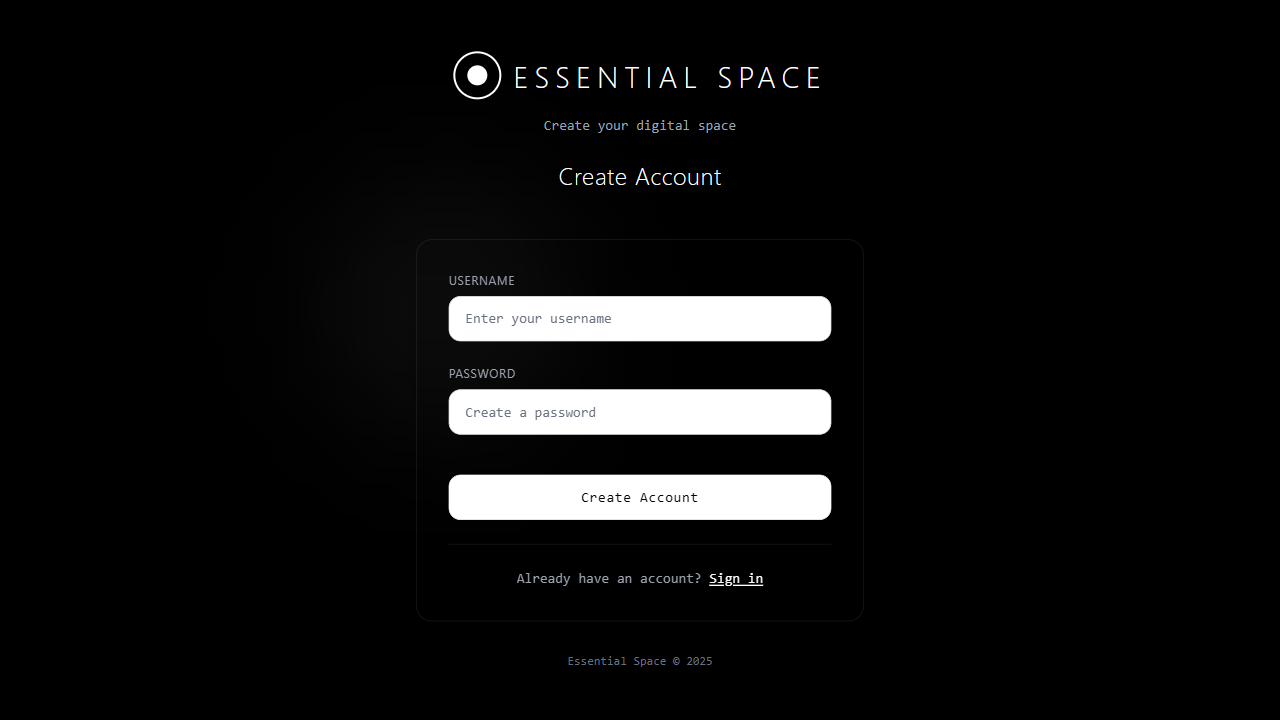 ESSENTIAL SPACE
Create your digital space
Create Account
USERNAME
Enter your username
PASSWORD
Create a password
Create Account
Already have an account? Sign in
Essential Space © 2025